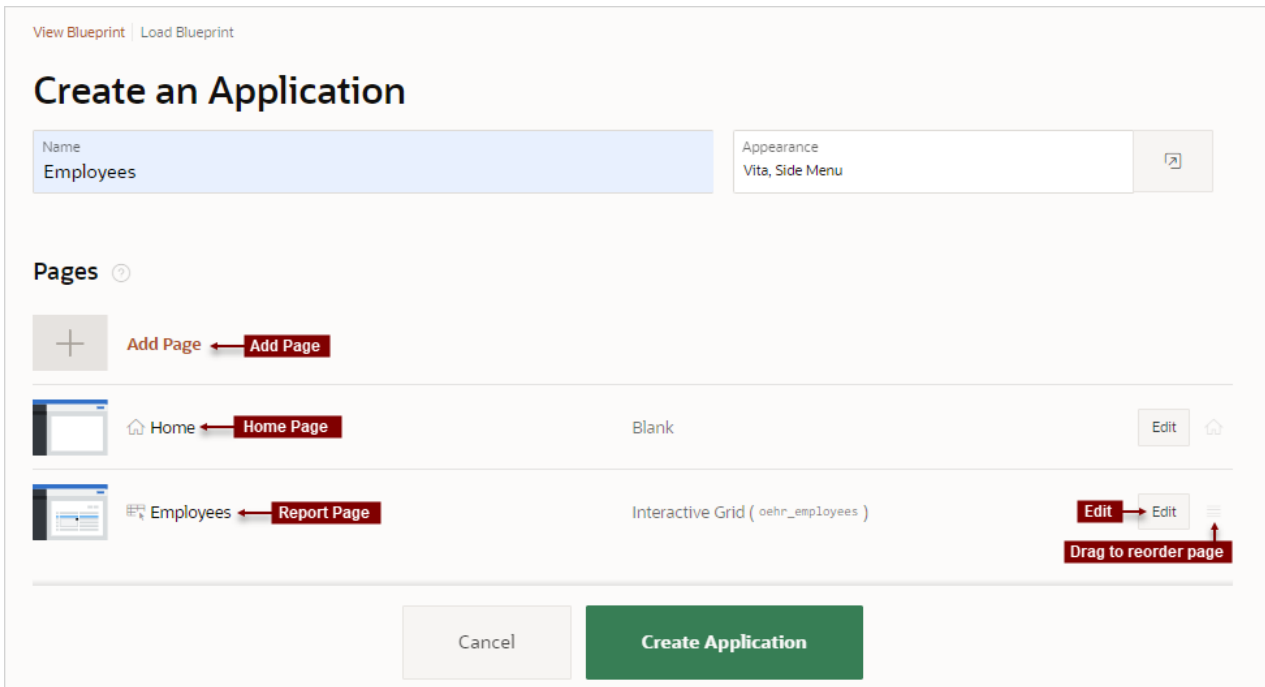 View Blueprint Load Blueprint
Create an Application
Name
Employees
Appearance
Vita, Side Menu
Pages ?
Add Page Add Page
Home Home Page Blank Edit
Employees Report Page Interactive Grid ( oehr_employees ) Edit Edit
Drag to reorder page
Cancel Create Application